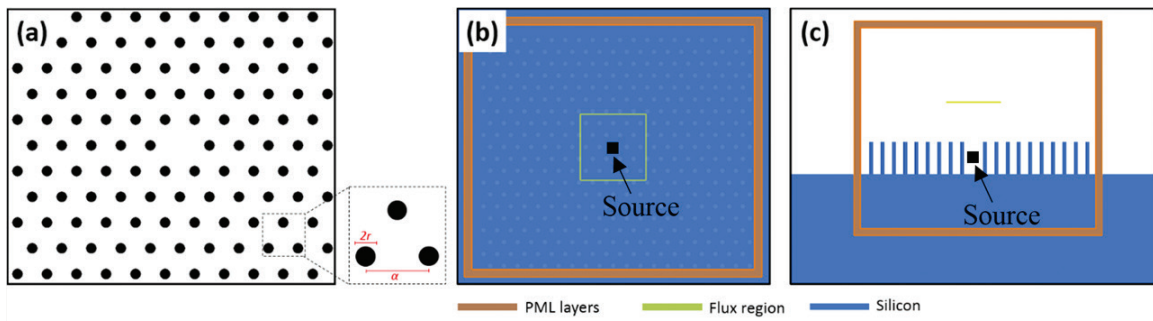 (a)
2r
α
(b)
Source
(c)
Source
PML layers
Flux region
Silicon